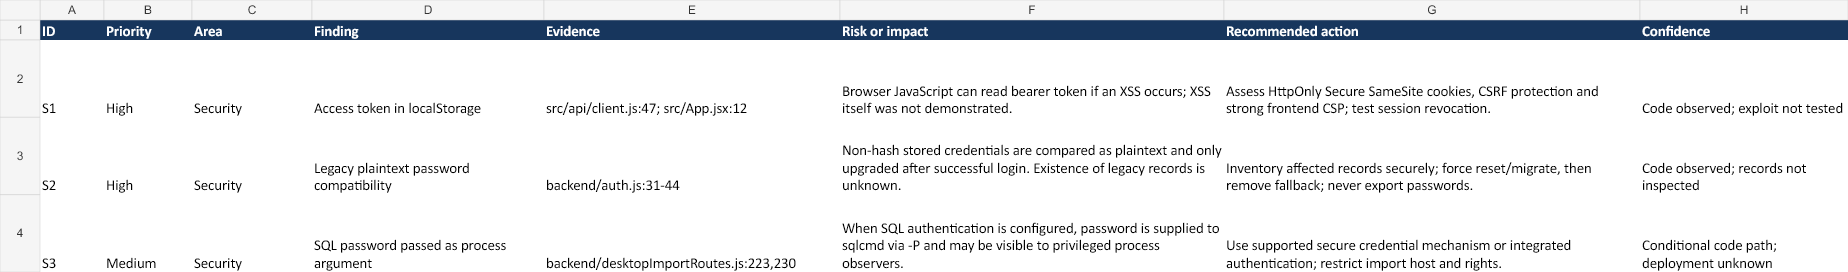 A B C D E F G H
1 ID Priority Area Finding Evidence Risk or impact Recommended action Confidence
2
Browser JavaScript can read bearer token if an XSS occurs; XSS Assess HttpOnly Secure SameSite cookies, CSRF protection and
S1 High Security Access token in localStorage src/api/client.js:47; src/App.jsx:12 itself was not demonstrated. strong frontend CSP; test session revocation. Code observed; exploit not tested
3
Non-hash stored credentials are compared as plaintext and only
Legacy plaintext password upgraded after successful login. Existence of legacy records is Inventory affected records securely; force reset/migrate, then Code observed; records not
S2 High Security compatibility backend/auth.js:31-44 unknown. remove fallback; never export passwords. inspected
4
When SQL authentication is configured, password is supplied to
SQL password passed as process sqlcmd via -P and may be visible to privileged process Use supported secure credential mechanism or integrated Conditional code path;
S3 Medium Security argument backend/desktopImportRoutes.js:223,230 observers. authentication; restrict import host and rights. deployment unknown